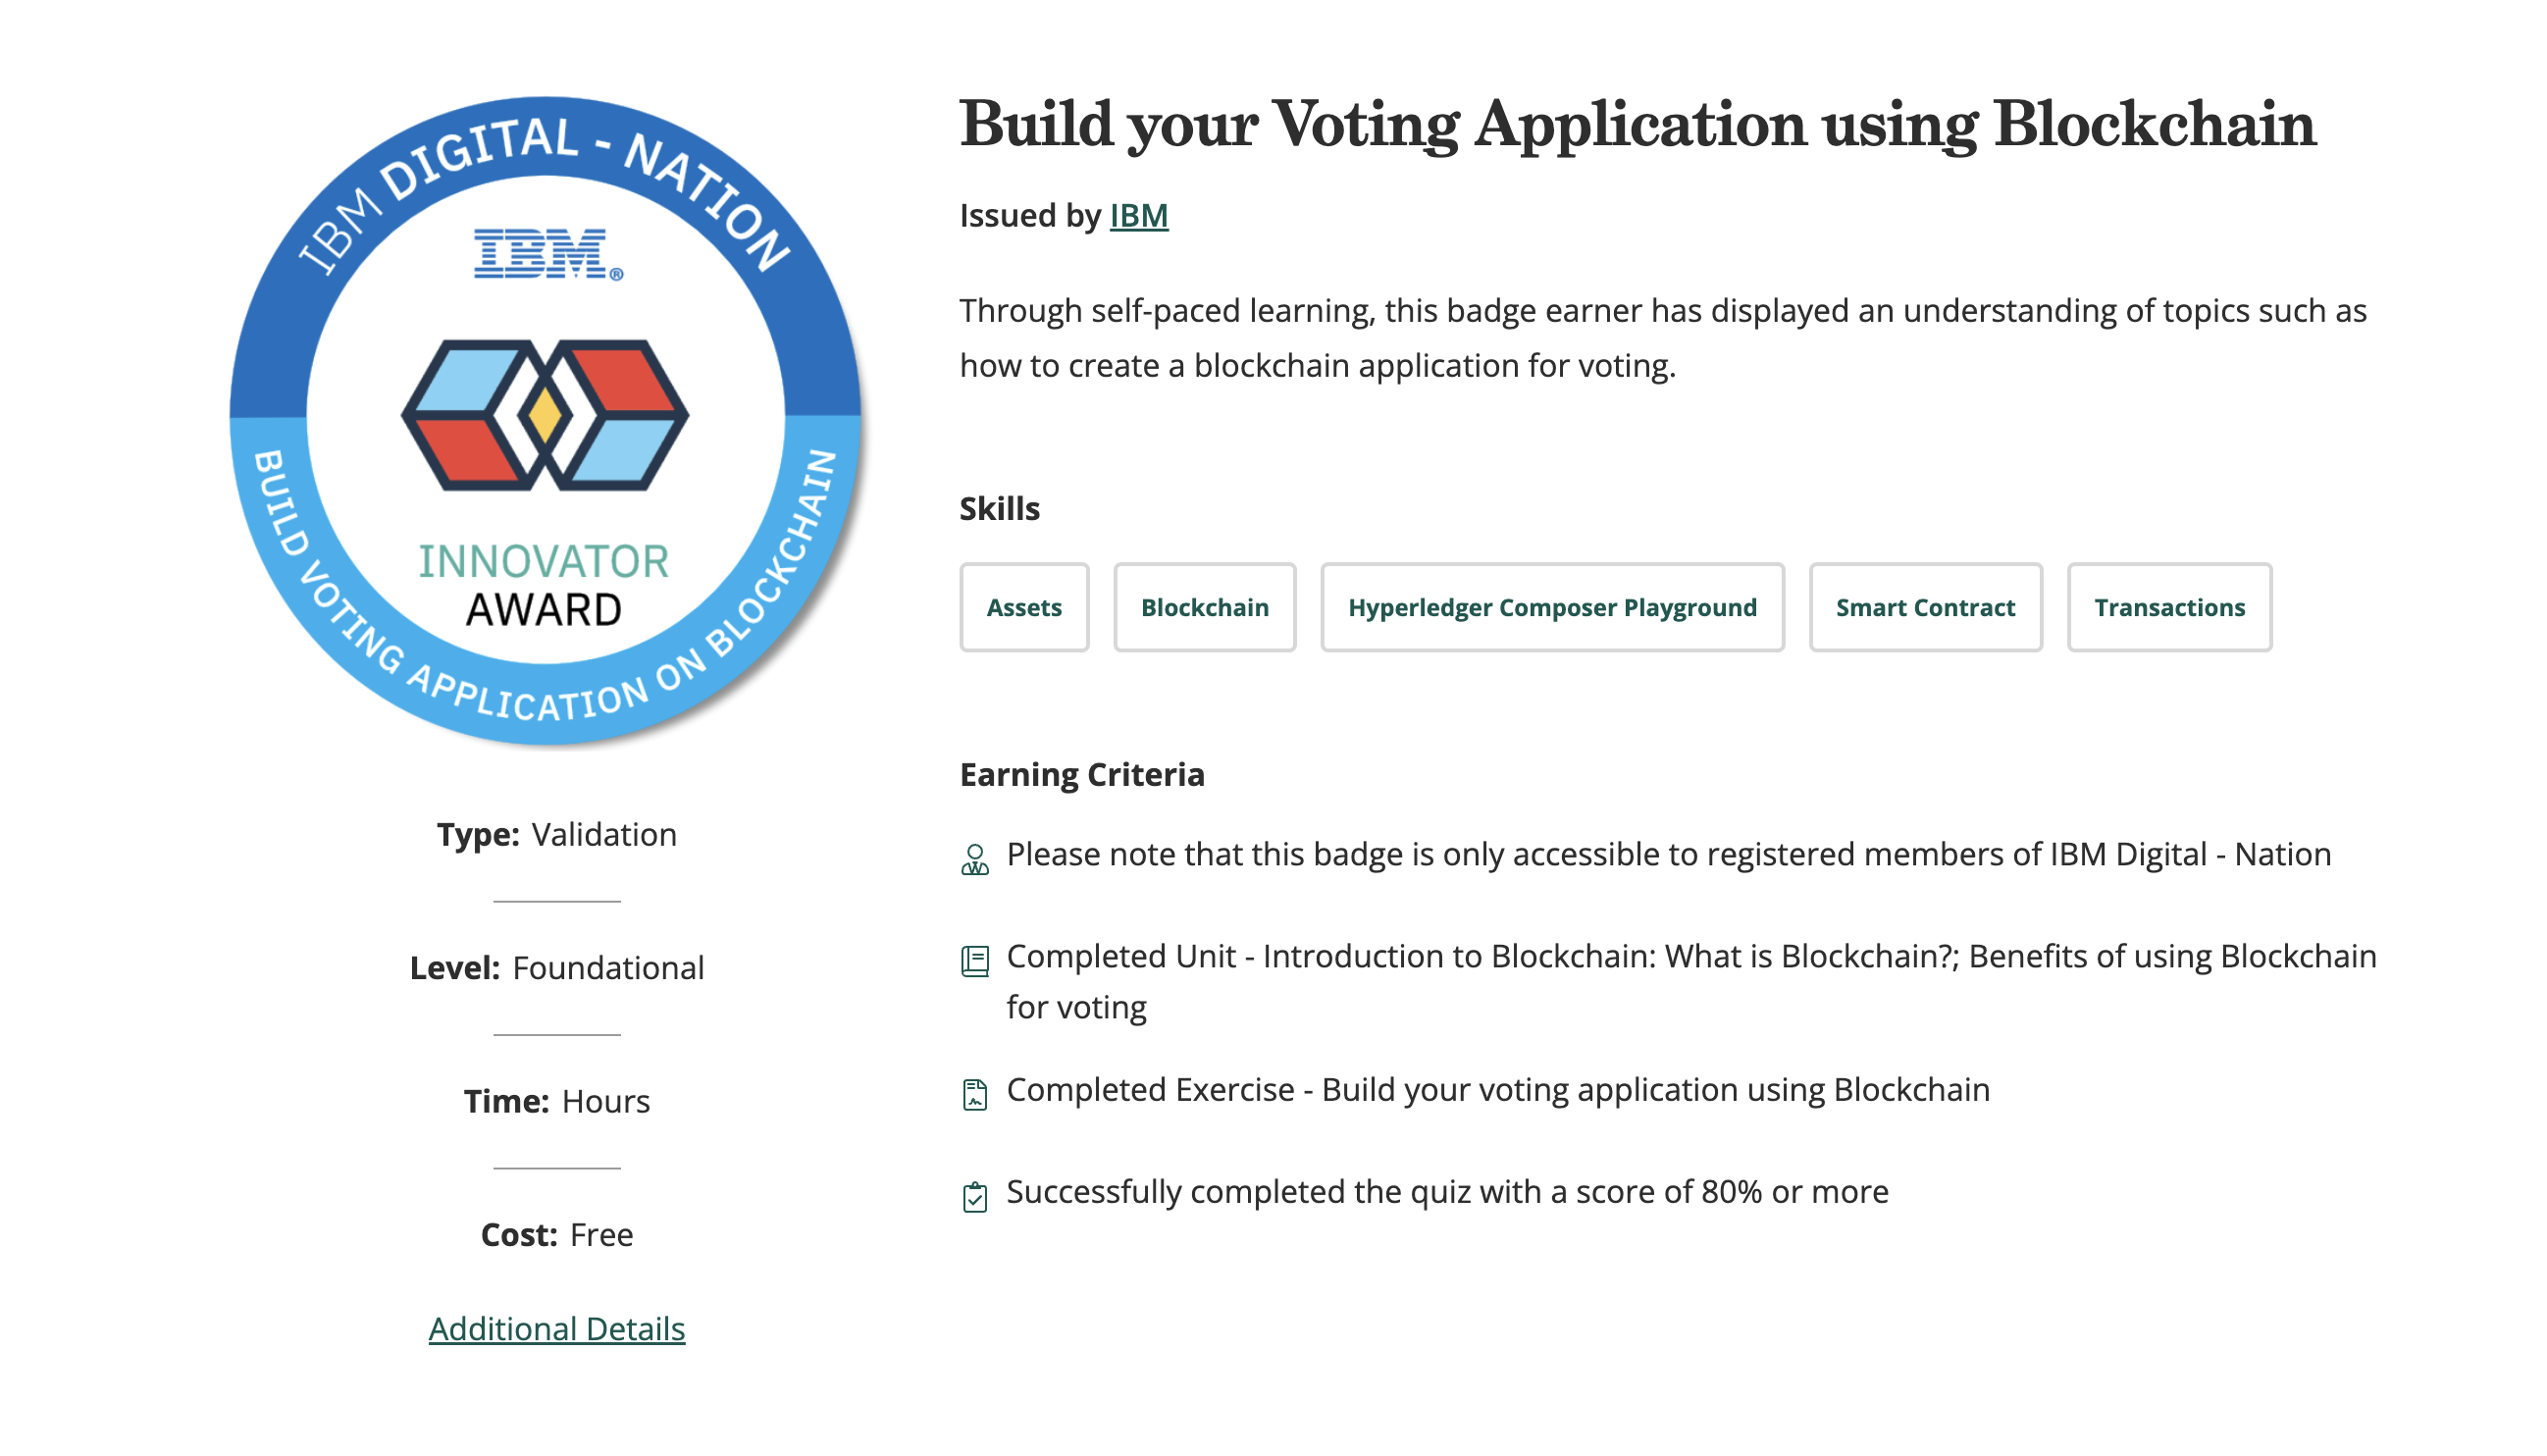 IBM DIGITAL - NATION
IBM®
INNOVATOR
AWARD
BUILD VOTING APPLICATION ON BLOCKCHAIN
Type: Validation
Level: Foundational
Time: Hours
Cost: Free
Additional Details
Build your Voting Application using Blockchain
Issued by IBM
Through self-paced learning, this badge earner has displayed an understanding of topics such as
how to create a blockchain application for voting.
Skills
Assets
Blockchain
Hyperledger Composer Playground
Smart Contract
Transactions
Earning Criteria
Please note that this badge is only accessible to registered members of IBM Digital - Nation
Completed Unit - Introduction to Blockchain: What is Blockchain?; Benefits of using Blockchain
for voting
Completed Exercise - Build your voting application using Blockchain
Successfully completed the quiz with a score of 80% or more